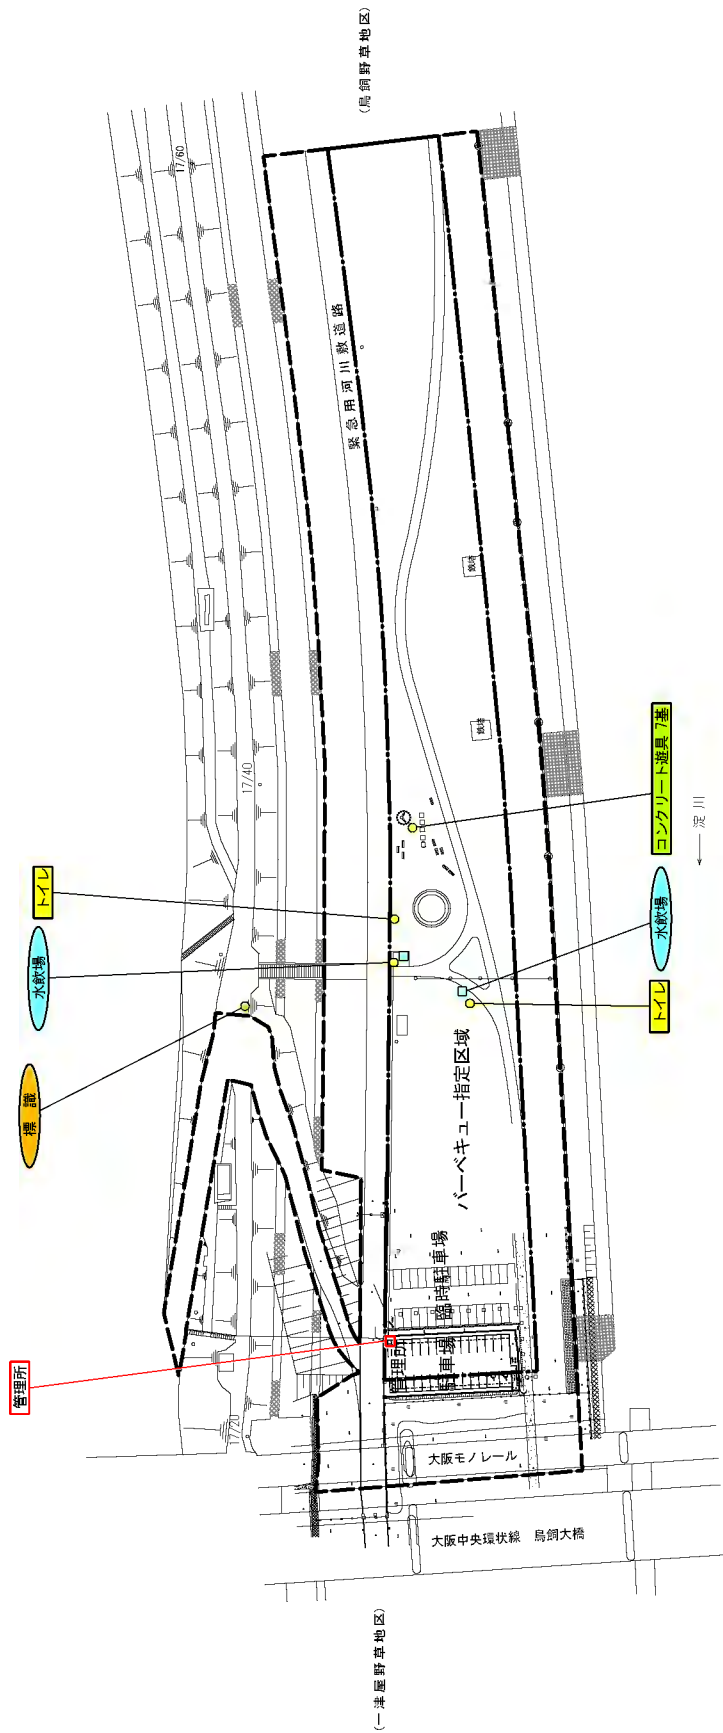 (鳥飼野草地区)
17/60
緊急用河川敷道路
鉄塔
鉄塔
コンクリート遊具 7基
←― 淀 川
17/40
トイレ
水飲場
標 識
水飲場
トイレ
バーベキュー指定区域
臨時駐車場
管理所
駐車場
管理所
17/20
大阪モノレール
大阪中央環状線 鳥飼大橋
(一津屋野草地区)